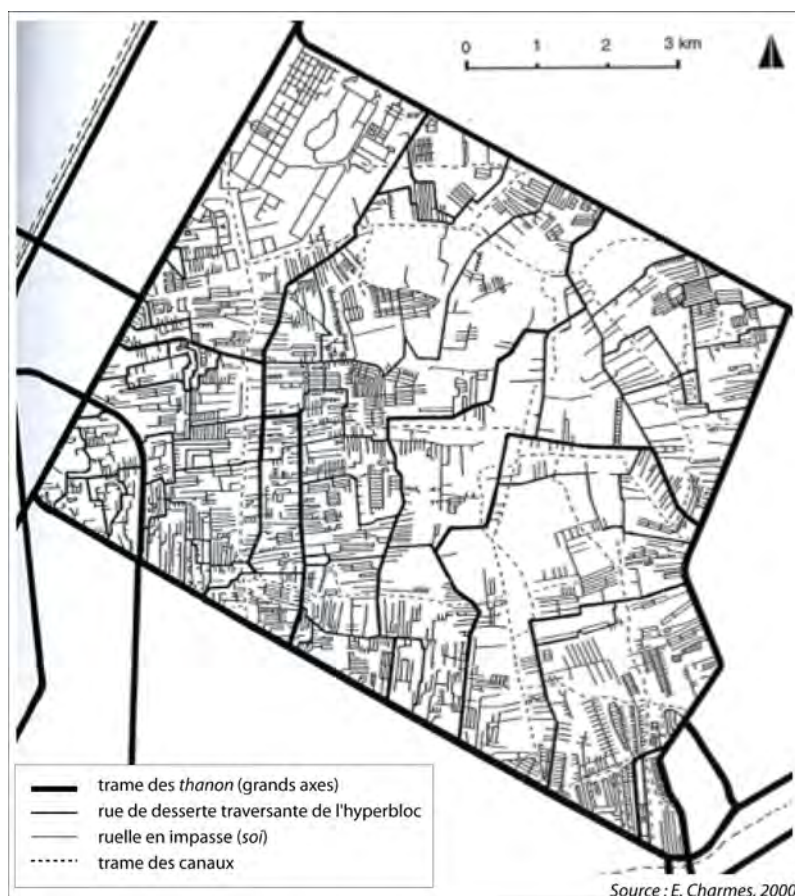 0 1 2 3 km
trame des thanon (grands axes)
rue de desserte traversante de l'hyperbloc
ruelle en impasse (soi)
trame des canaux
Source : E. Charmes, 2000